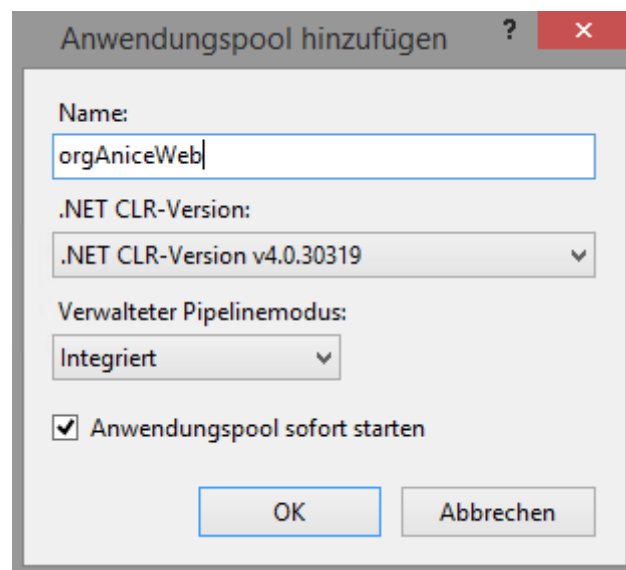 Anwendungspool hinzufügen ?
Name:
orgAniceWeb
.NET CLR-Version:
.NET CLR-Version v4.0.30319
Verwalteter Pipelinemodus:
Integriert
Anwendungspool sofort starten
OK Abbrechen